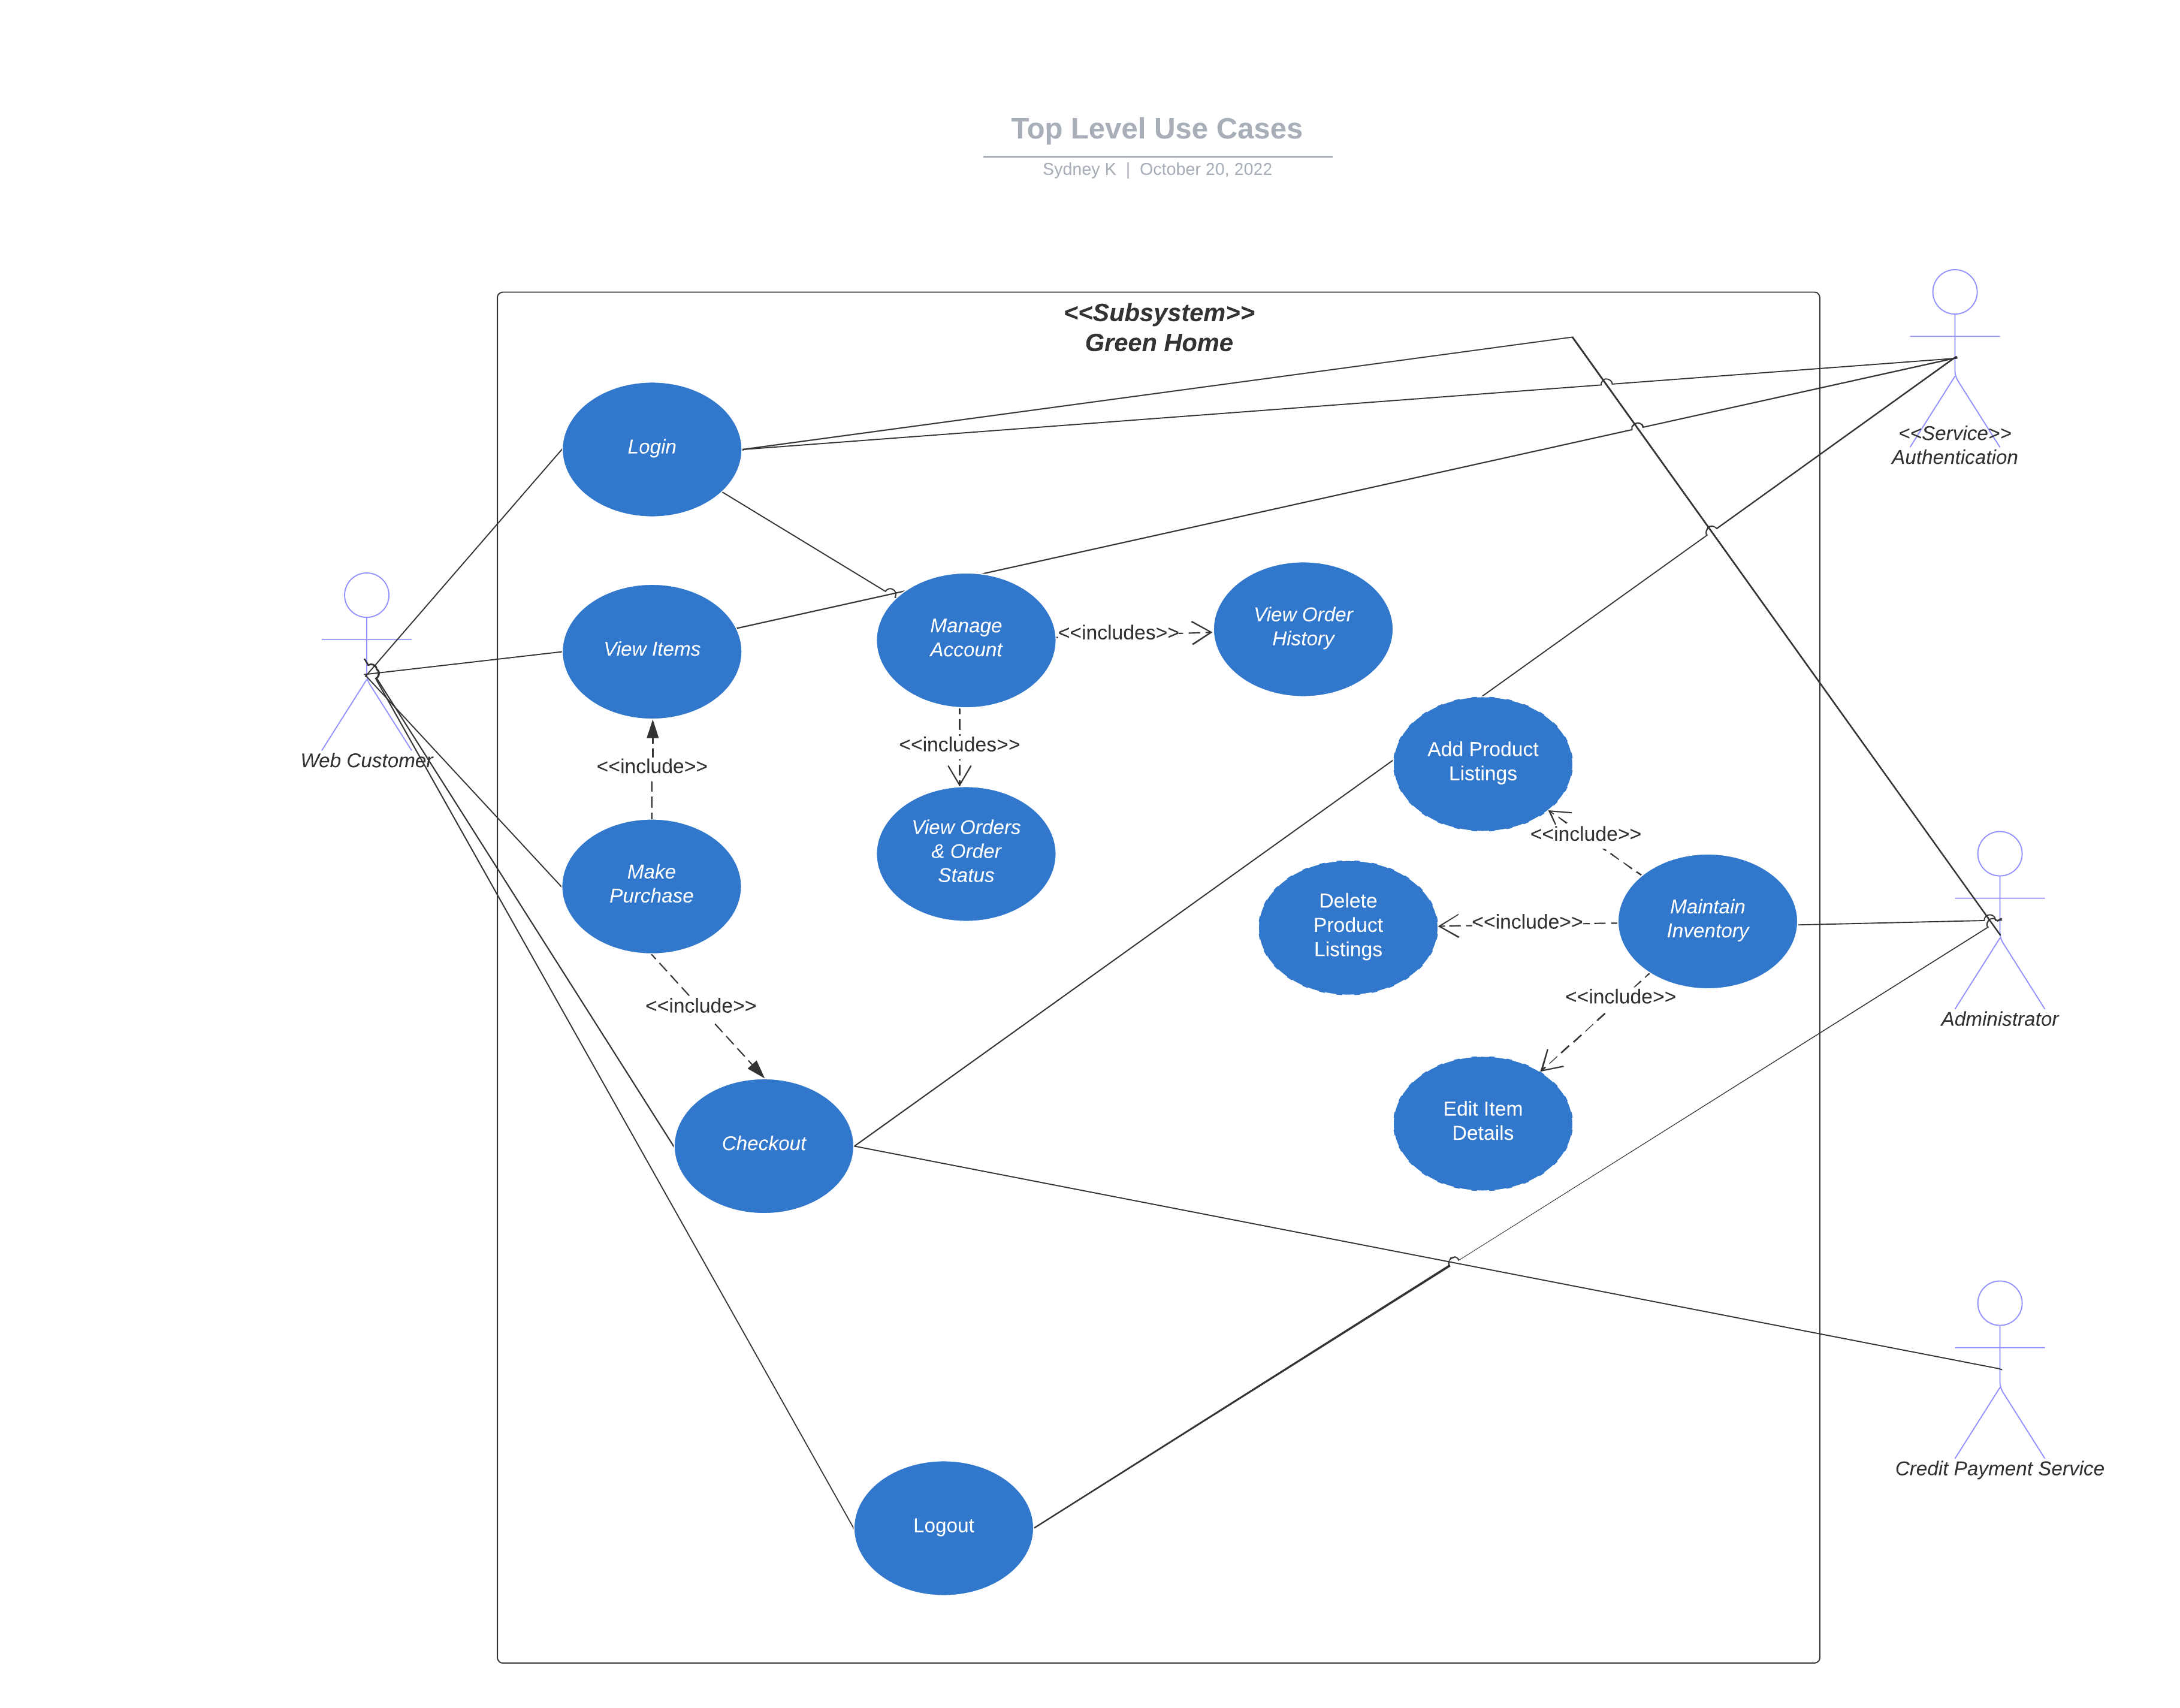 Top Level Use Cases
Sydney K | October 20, 2022
<<Subsystem>>
Green Home
<<Service>>
Authentication
Login
View Items
Manage
Account
<<includes>>
View Order
History
Web Customer
<<include>>
<<includes>>
Add Product
Listings
Make
Purchase
View Orders
& Order
Status
<<include>>
Delete
Product
Listings
<<include>>
Maintain
Inventory
<<include>>
<<include>>
Administrator
Edit Item
Details
Checkout
Credit Payment Service
Logout